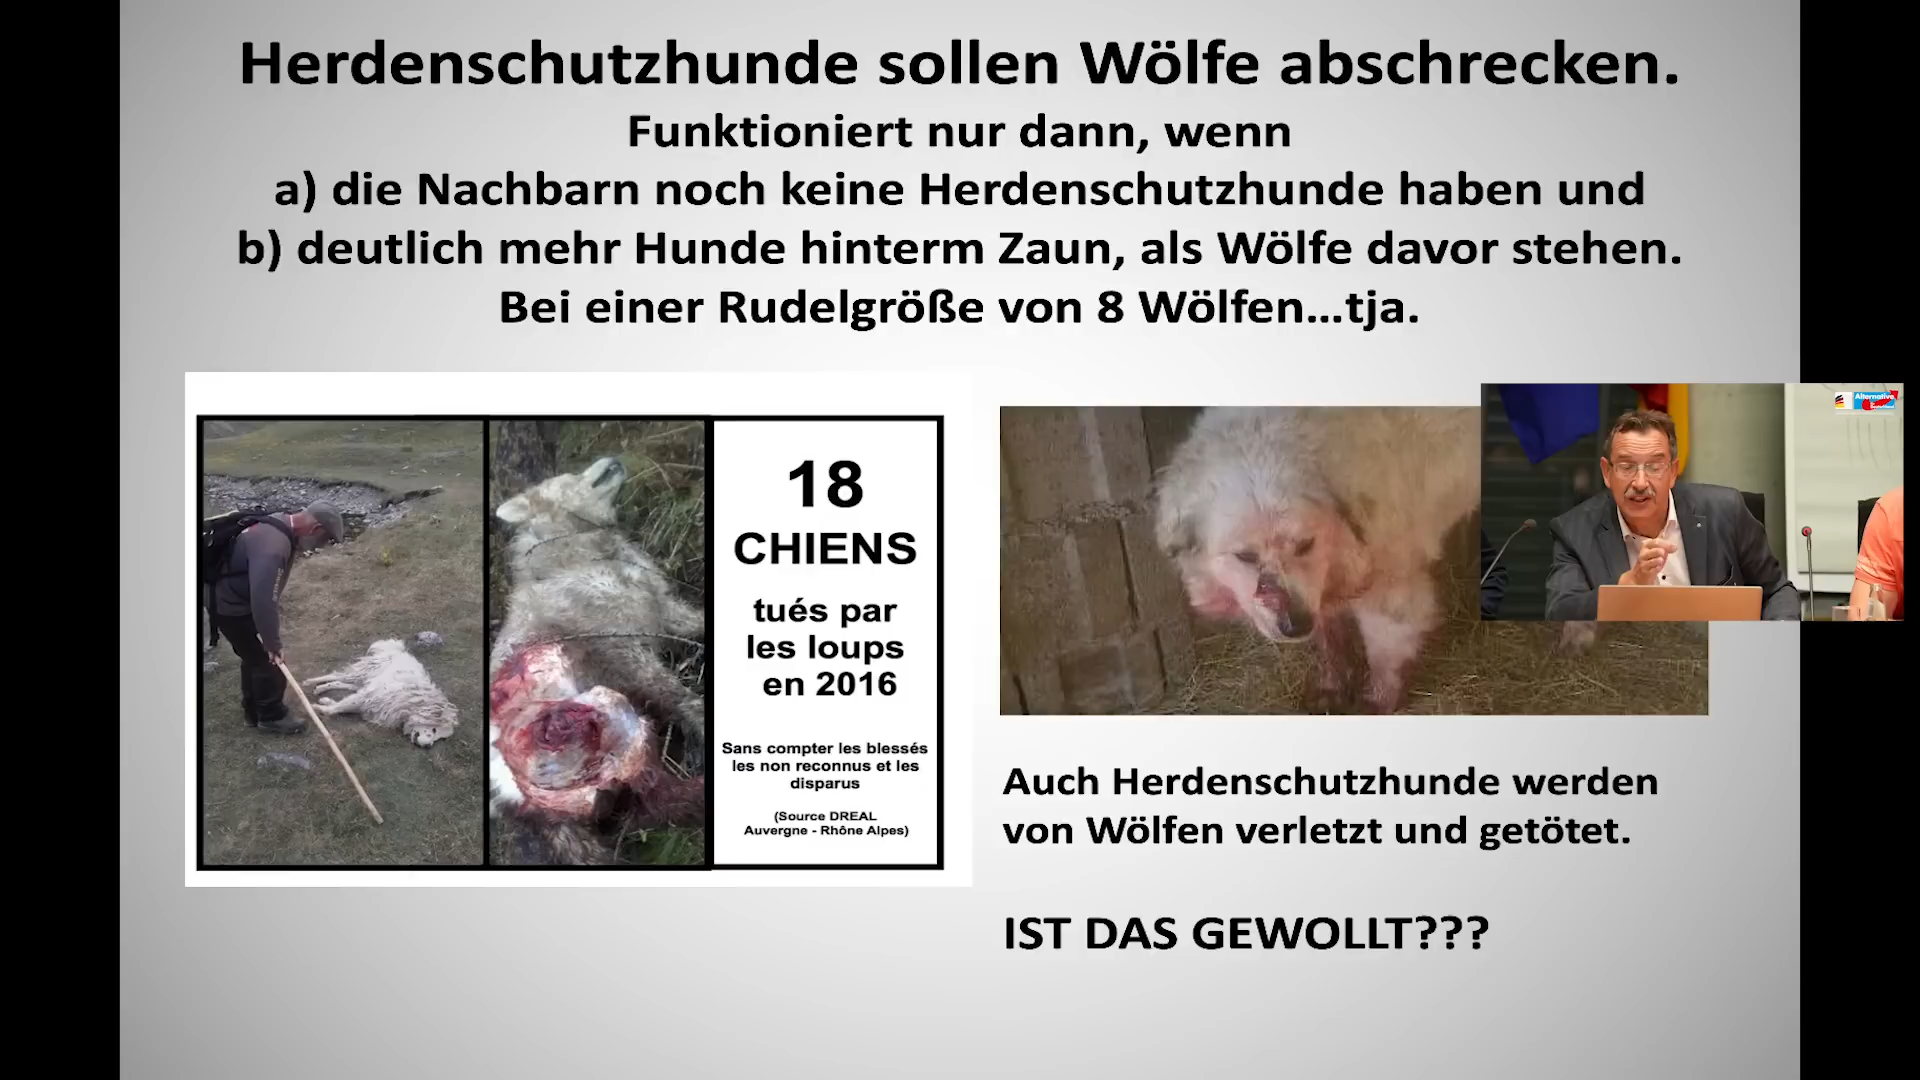 Herdenschutzhunde sollen Wölfe abschrecken.
Funktioniert nur dann, wenn
a) die Nachbarn noch keine Herdenschutzhunde haben und
b) deutlich mehr Hunde hinterm Zaun, als Wölfe davor stehen.
Bei einer Rudelgröße von 8 Wölfen...tja.
18
CHIENS
tués par
les loups
en 2016
Sans compter les blessés
les non reconnus et les
disparus
(Source DREAL
Auvergne - Rhône Alpes)
Alternative
Auch Herdenschutzhunde werden
von Wölfen verletzt und getötet.
IST DAS GEWOLLT???